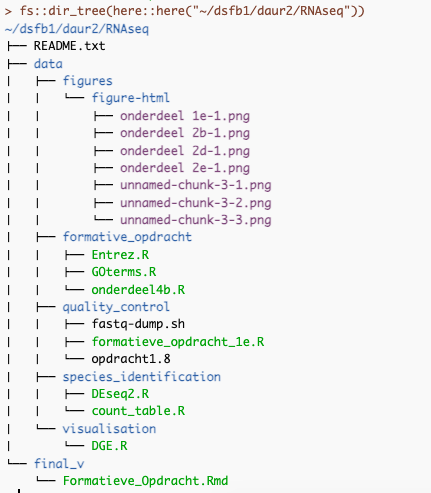 > fs::dir_tree(here::here("~/dsfb1/daur2/RNAseq"))
~/dsfb1/daur2/RNAseq
├── README.txt
├── data
│   ├── figures
│   │   └── figure-html
│   │       ├── onderdeel 1e-1.png
│   │       ├── onderdeel 2b-1.png
│   │       ├── onderdeel 2d-1.png
│   │       ├── onderdeel 2e-1.png
│   │       ├── unnamed-chunk-3-1.png
│   │       ├── unnamed-chunk-3-2.png
│   │       └── unnamed-chunk-3-3.png
│   ├── formative_opdracht
│   │   ├── Entrez.R
│   │   ├── GOterms.R
│   │   └── onderdeel4b.R
│   ├── quality_control
│   │   ├── fastq-dump.sh
│   │   ├── formatieve_opdracht_1e.R
│   │   └── opdracht1.8
│   ├── species_identification
│   │   ├── DEseq2.R
│   │   └── count_table.R
│   └── visualisation
│       └── DGE.R
└── final_v
    └── Formatieve_Opdracht.Rmd